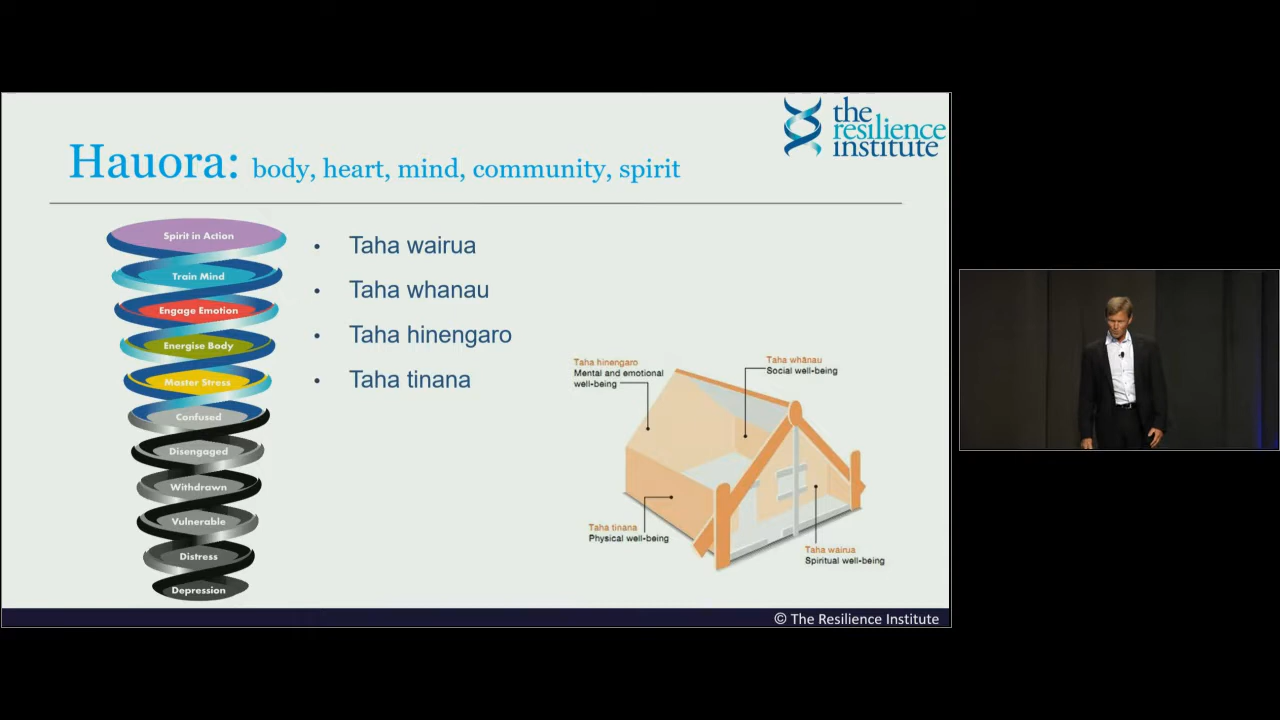 the
resilience
institute
Hauora: body, heart, mind, community, spirit
Spirit in Action
Train Mind
Engage Emotion
Energise Body
Master Stress
Confused
Disengaged
Withdrawn
Vulnerable
Distress
Depression
• Taha wairua
• Taha whanau
• Taha hinengaro
• Taha tinana
Taha hinengaro
Mental and emotional
well-being
Taha whānau
Social well-being
Taha tinana
Physical well-being
Taha wairua
Spiritual well-being
© The Resilience Institute